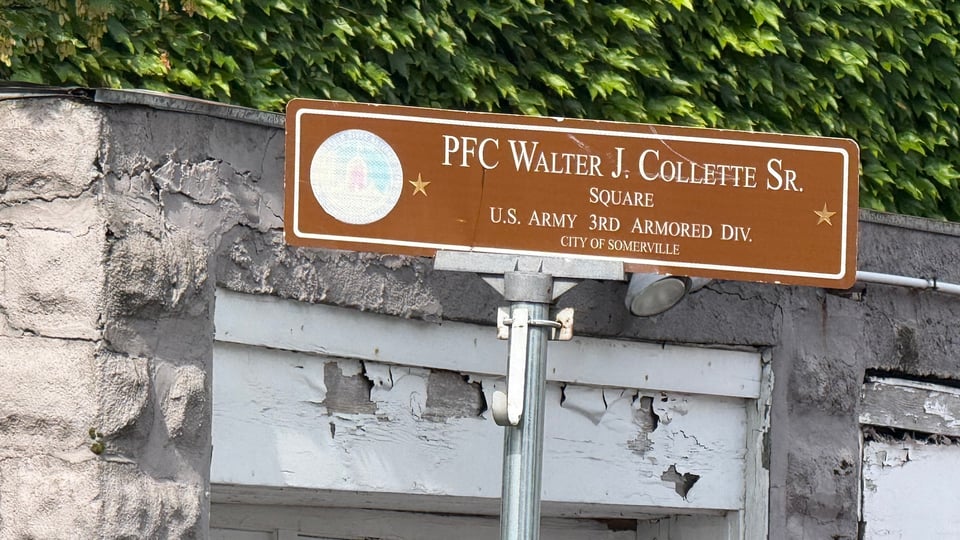 PFC WALTER J. COLLETTE SR.
SQUARE
U.S. ARMY 3RD ARMORED DIV.
CITY OF SOMERVILLE